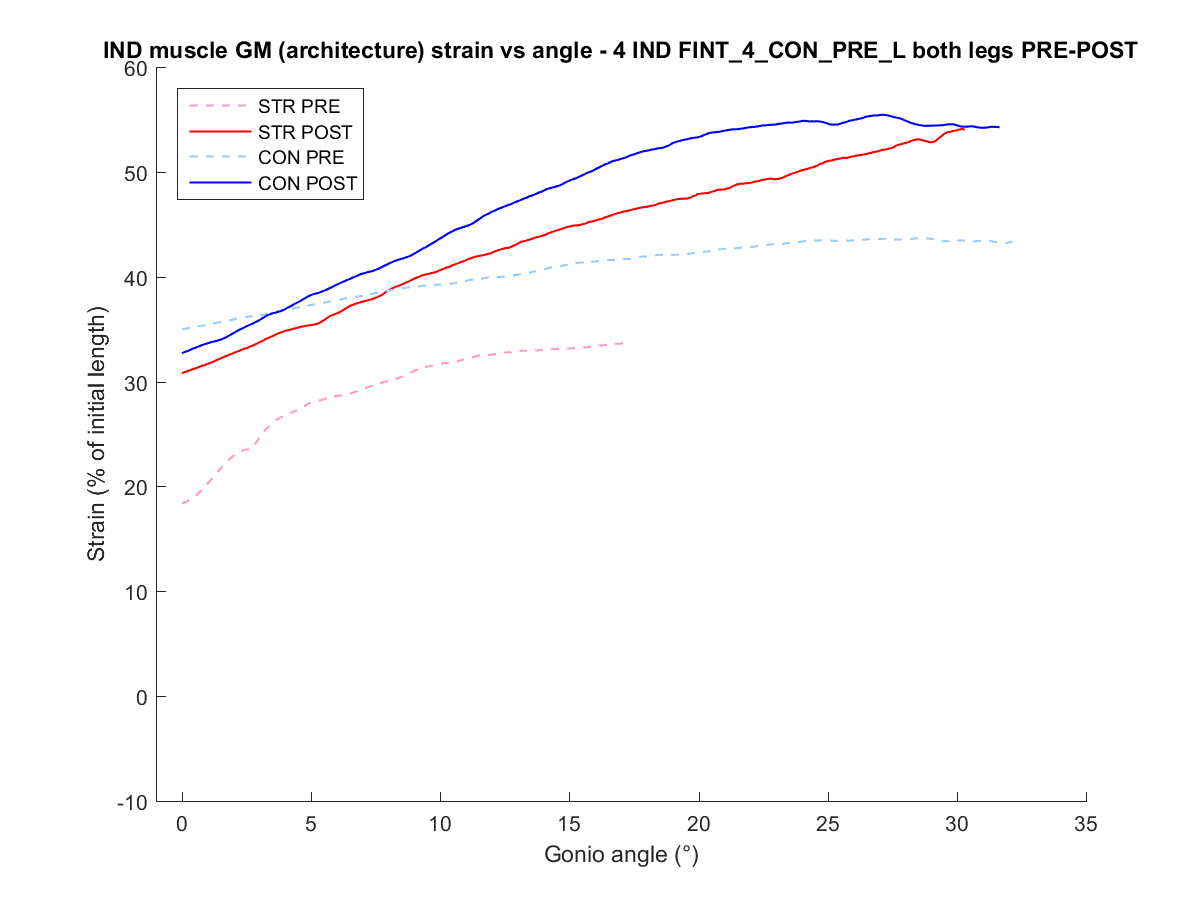 IND muscle GM (architecture) strain vs angle - 4 IND FINT_4_CON_PRE_L both legs PRE-POST
60
STR PRE
STR POST
CON PRE
CON POST
50
40
30
20
10
0
-10
Strain (% of initial length)
0 5 10 15 20 25 30 35
Gonio angle (°)